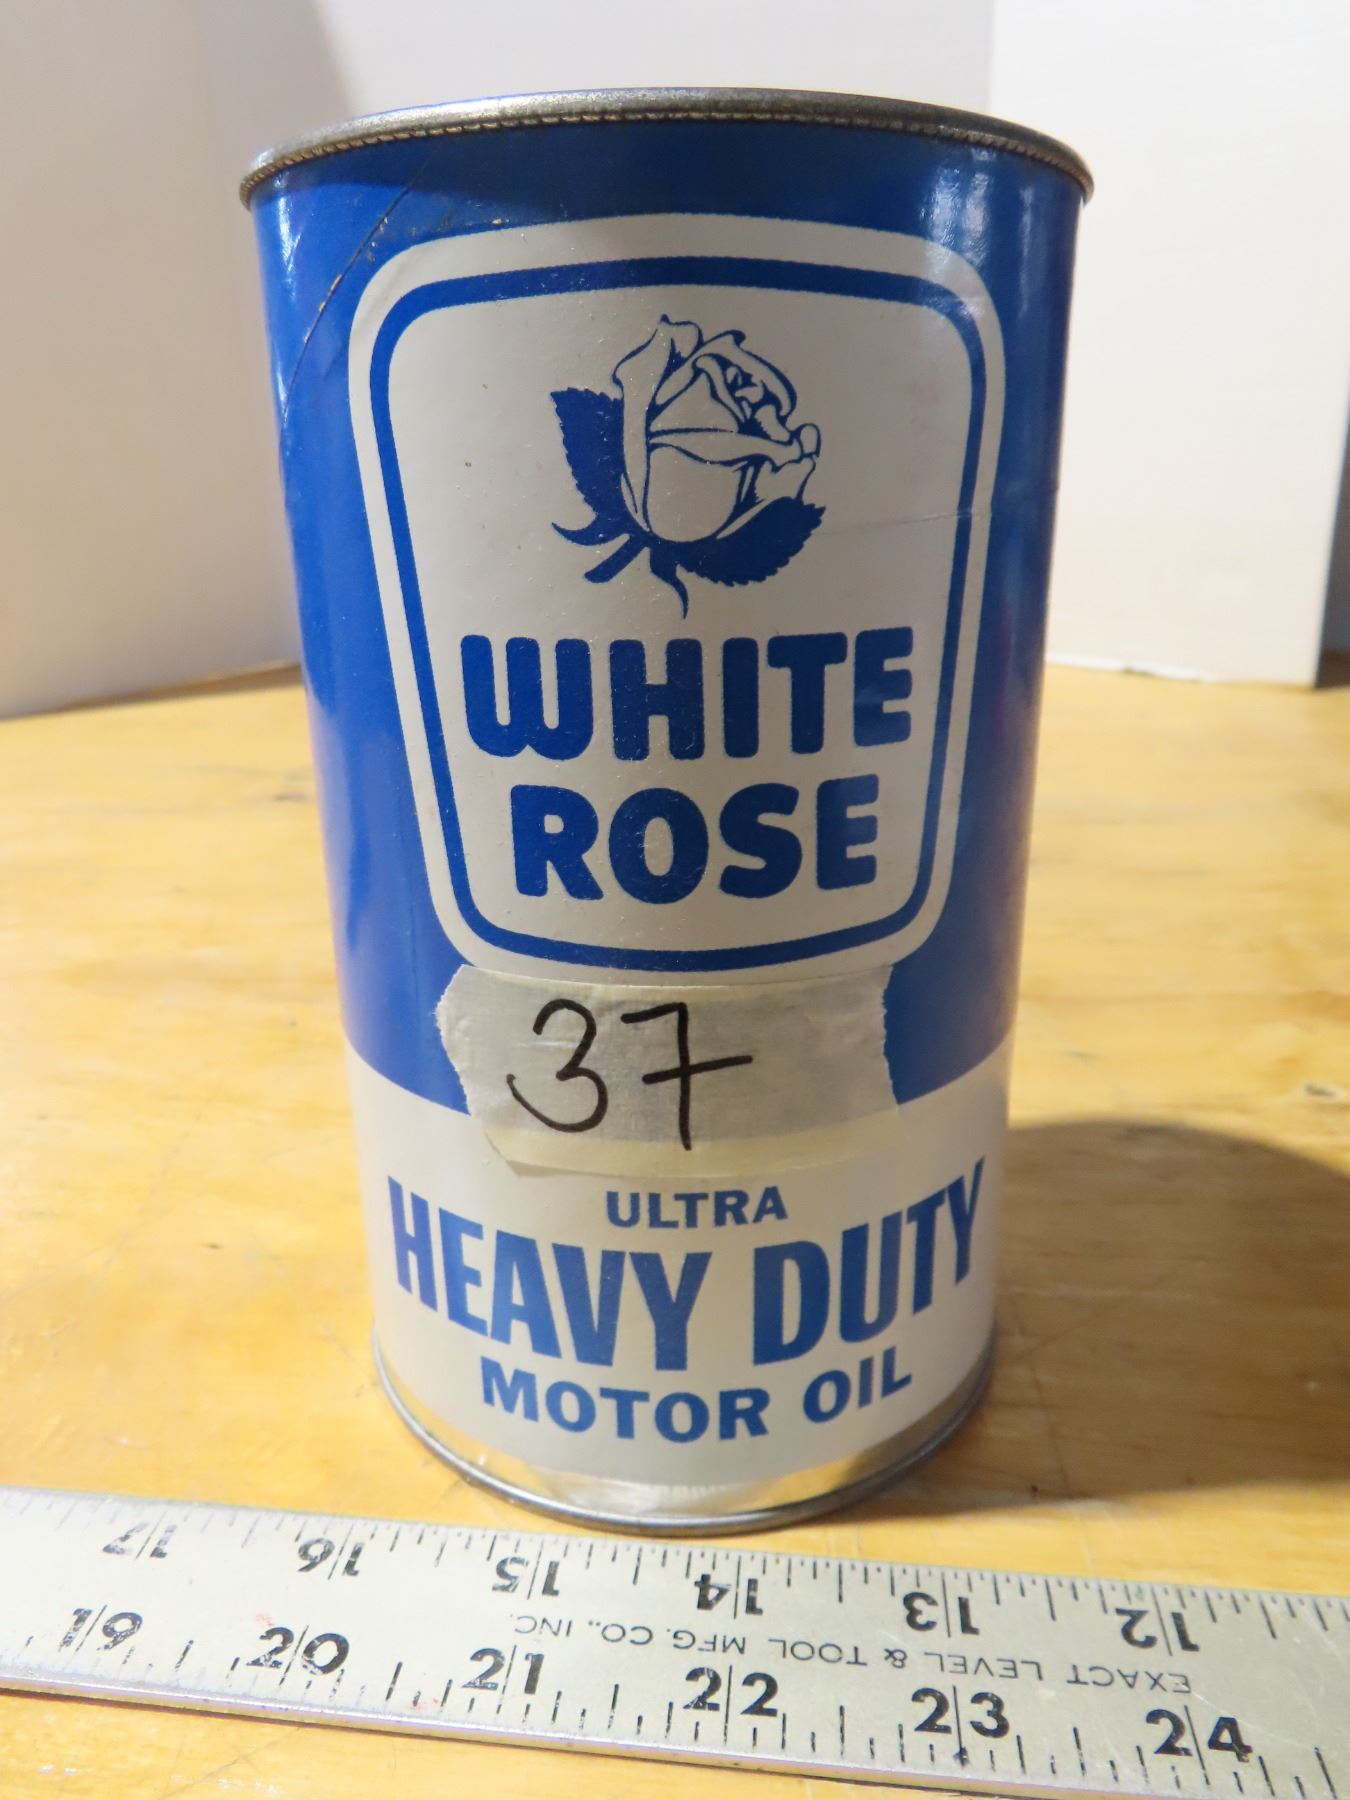 WHITE
ROSE
37
ULTRA
HEAVY DUTY
MOTOR OIL
17 16 15 14 13 12
EXACT LEVEL & TOOL MFG. CO., INC.
19 20 21 22 23 24